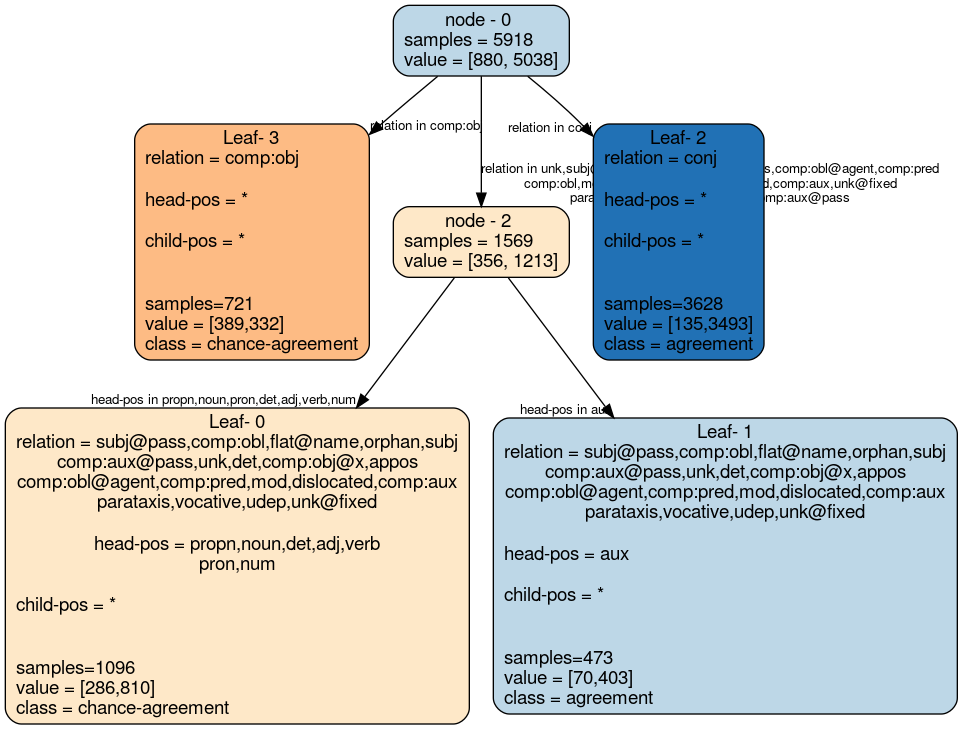 node - 0
samples = 5918
value = [880, 5038]
relation in comp:obj
relation in conj
Leaf- 3
relation = comp:obj
head-pos = *
child-pos = *
samples=721
value = [389,332]
class = chance-agreement
relation in unk,subj@
s,comp:obl@agent,comp:pred
comp:obl,mo
d,comp:aux,unk@fixed
para
mp:aux@pass
Leaf- 2
relation = conj
head-pos = *
child-pos = *
samples=3628
value = [135,3493]
class = agreement
node - 2
samples = 1569
value = [356, 1213]
head-pos in propn,noun,pron,det,adj,verb,num
head-pos in aux
Leaf- 0
relation = subj@pass,comp:obl,flat@name,orphan,subj
comp:aux@pass,unk,det,comp:obj@x,appos
comp:obl@agent,comp:pred,mod,dislocated,comp:aux
parataxis,vocative,udep,unk@fixed
head-pos = propn,noun,det,adj,verb
pron,num
child-pos = *
samples=1096
value = [286,810]
class = chance-agreement
Leaf- 1
relation = subj@pass,comp:obl,flat@name,orphan,subj
comp:aux@pass,unk,det,comp:obj@x,appos
comp:obl@agent,comp:pred,mod,dislocated,comp:aux
parataxis,vocative,udep,unk@fixed
head-pos = aux
child-pos = *
samples=473
value = [70,403]
class = agreement